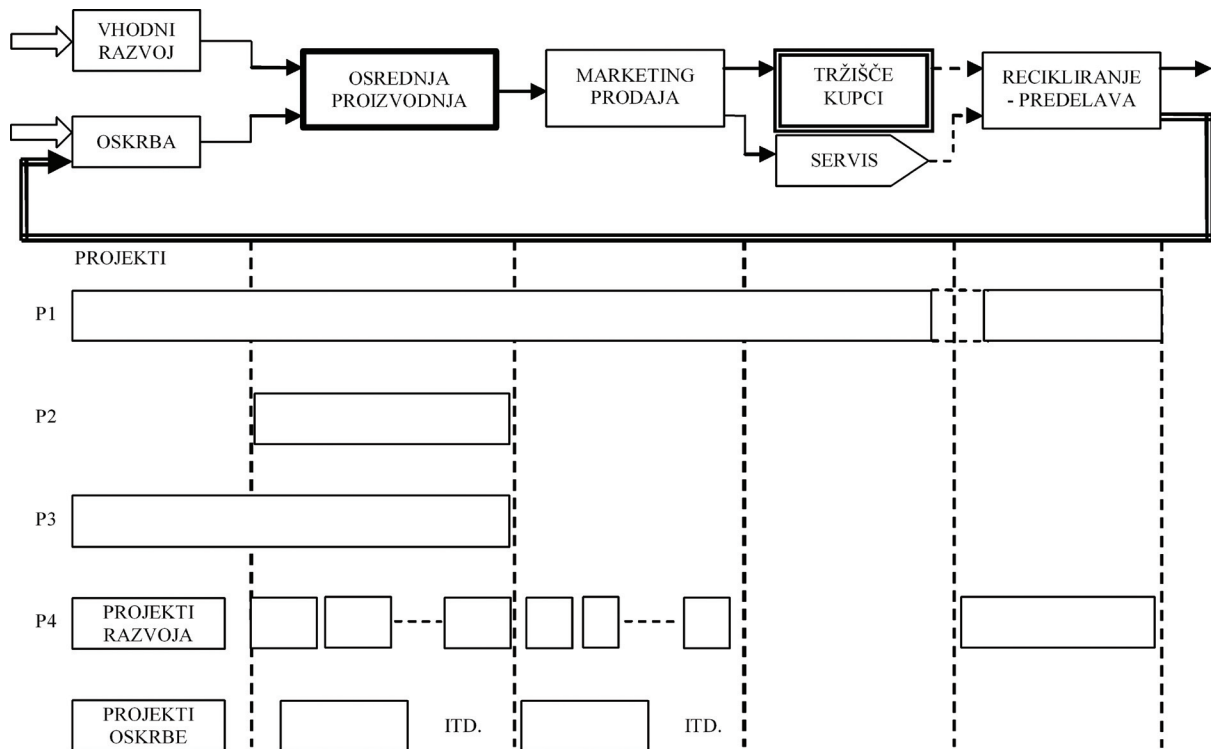 VHODNI
RAZVOJ
OSKRBA
OSREDNJA
PROIZVODNJA
MARKETING
PRODAJA
TRŽIŠČE
KUPCI
SERVIS
RECIKLIRANJE
- PREDELAVA
PROJEKTI
P1
P2
P3
P4
PROJEKTI
RAZVOJA
PROJEKTI
OSKRBE
ITD.
ITD.